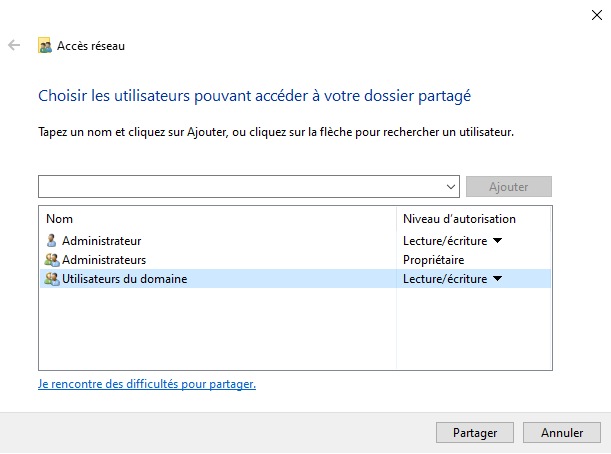 Accès réseau
Choisir les utilisateurs pouvant accéder à votre dossier partagé
Tapez un nom et cliquez sur Ajouter, ou cliquez sur la flèche pour rechercher un utilisateur.
Ajouter
Nom Niveau d'autorisation
Administrateur Lecture/écriture
Administrateurs Propriétaire
Utilisateurs du domaine Lecture/écriture
Je rencontre des difficultés pour partager.
Partager Annuler